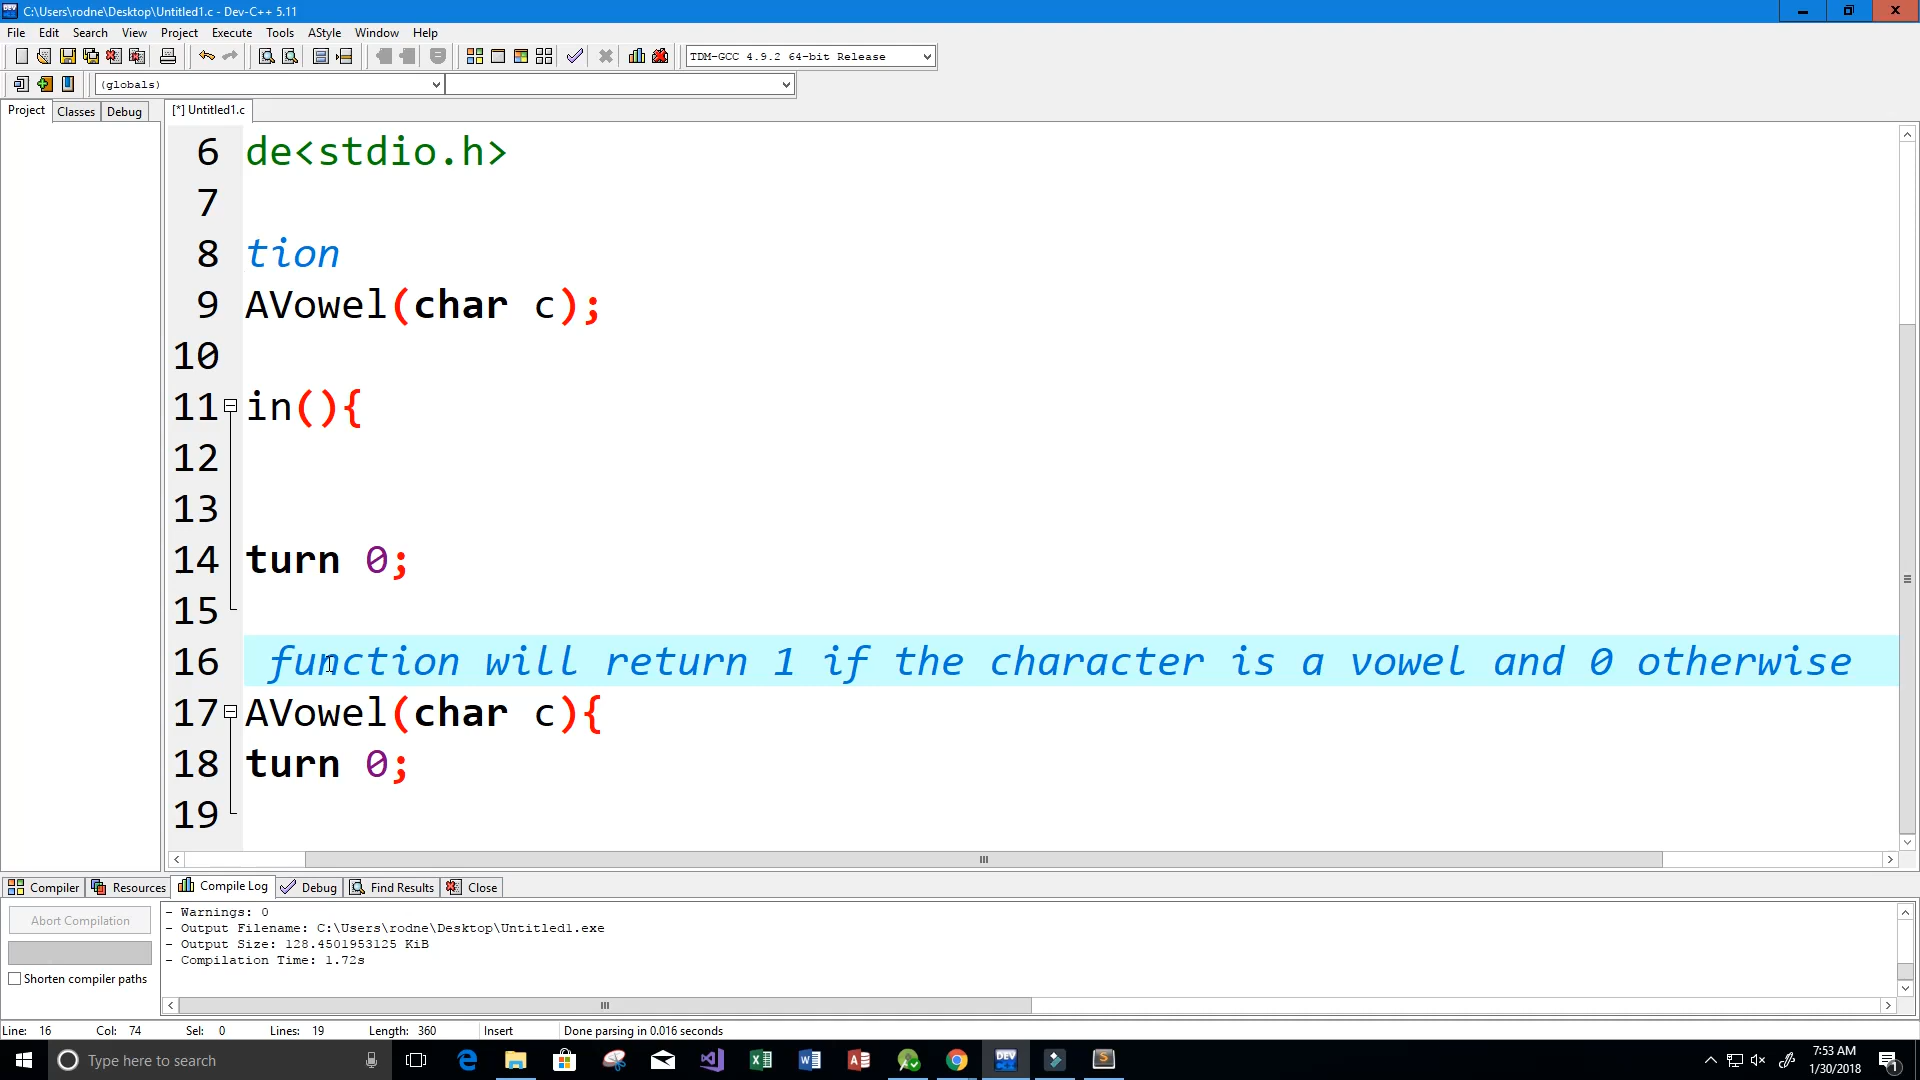 C:\Users\rodne\Desktop\Untitled1.c - Dev-C++ 5.11
File Edit Search View Project Execute Tools AStyle Window Help
TDM-GCC 4.9.2 64-bit Release
(globals)
Project Classes Debug [*] Untitled1.c
6 de<stdio.h>
7
8 tion
9 AVowel(char c);
10
11 in(){
12
13
14 turn 0;
15
16 function will return 1 if the character is a vowel and 0 otherwise
17 AVowel(char c){
18 turn 0;
19
Compiler Resources Compile Log Debug Find Results Close
Abort Compilation
Shorten compiler paths
- Warnings: 0
- Output Filename: C:\Users\rodne\Desktop\Untitled1.exe
- Output Size: 128.4501953125 KiB
- Compilation Time: 1.72s
Line: 16 Col: 74 Sel: 0 Lines: 19 Length: 360 Insert Done parsing in 0.016 seconds
Type here to search
DEV
7:53 AM
1/30/2018
1